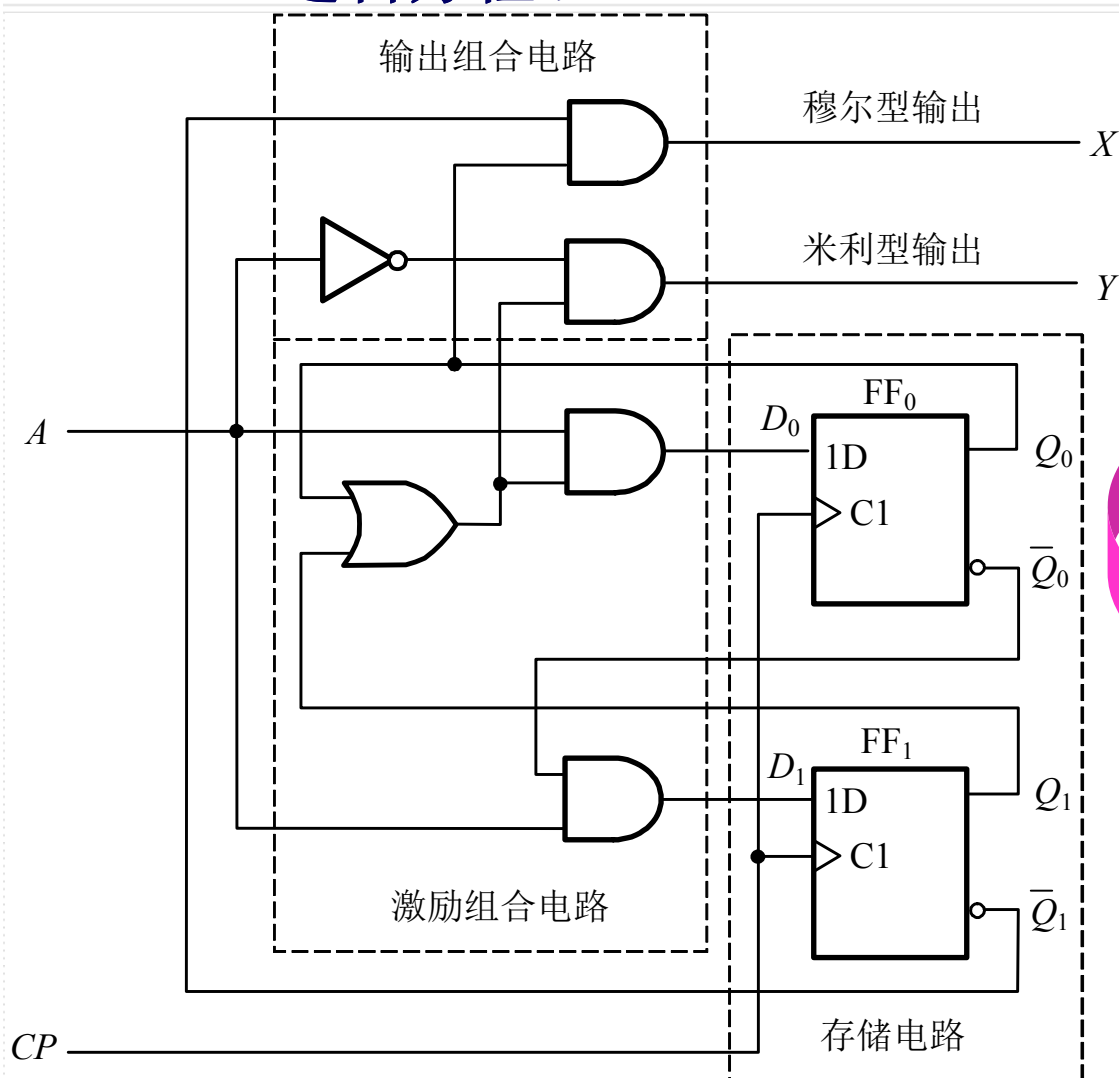 输出组合电路
穆尔型输出
X
米利型输出
Y
A
D₀
FF₀
1D
C1
Q₀
Q̅₀
D₁
FF₁
1D
C1
Q₁
Q̅₁
激励组合电路
存储电路
CP